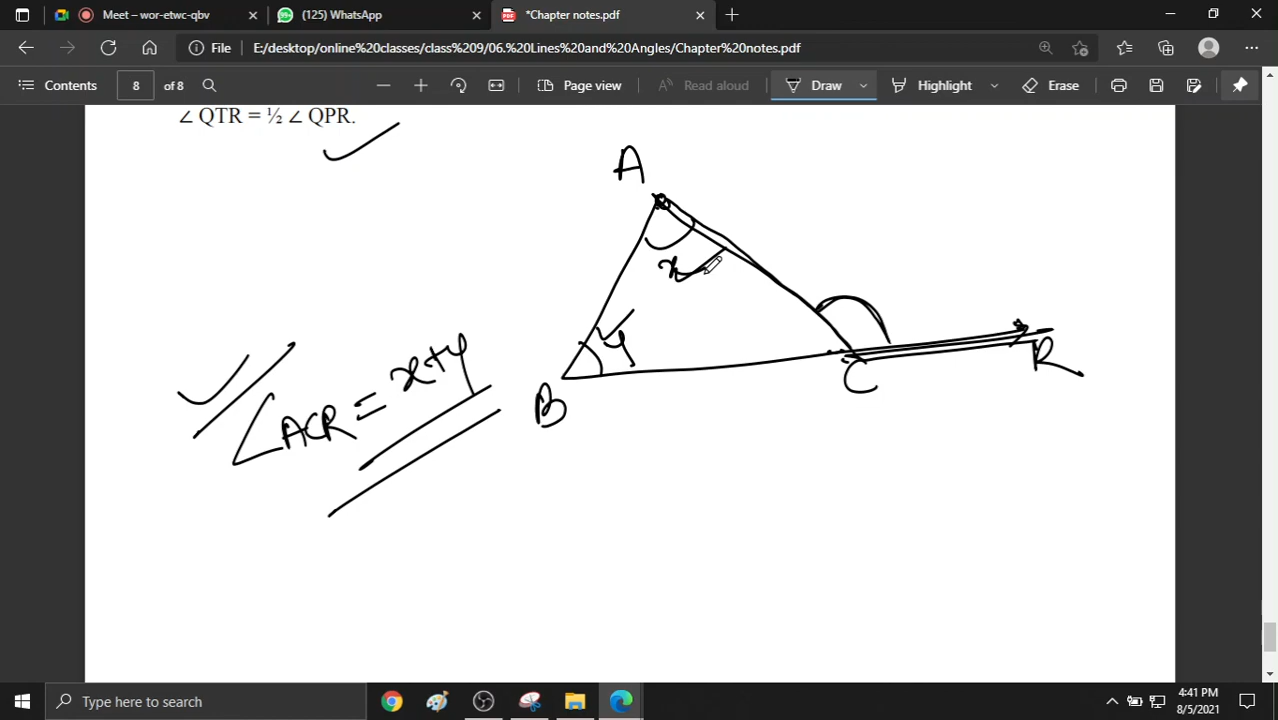 Meet – wor-etwc-qbv
(125) WhatsApp
*Chapter notes.pdf
File
E:/desktop/online%20classes/class%209/06.%20Lines%20and%20Angles/Chapter%20notes.pdf
Contents
8
of 8
Page view
Read aloud
Draw
Highlight
Erase
∠ QTR = ½ ∠ QPR.
A
x
y
∠ACR = x+y
B
C
R
Type here to search
4:41 PM
8/5/2021